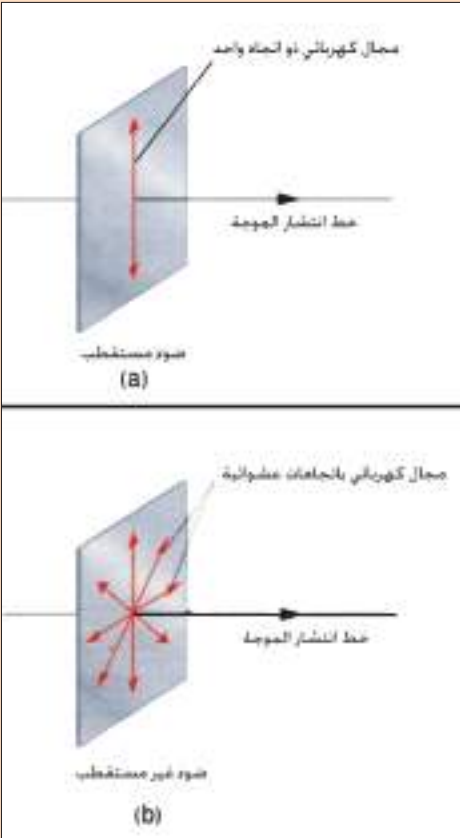 مجال كهربائي ذو اتجاه واحد
خط انتشار الموجة
ضوء مستقطب
(a)
مجال كهربائي باتجاهات عشوائية
خط انتشار الموجة
ضوء غير مستقطب
(b)